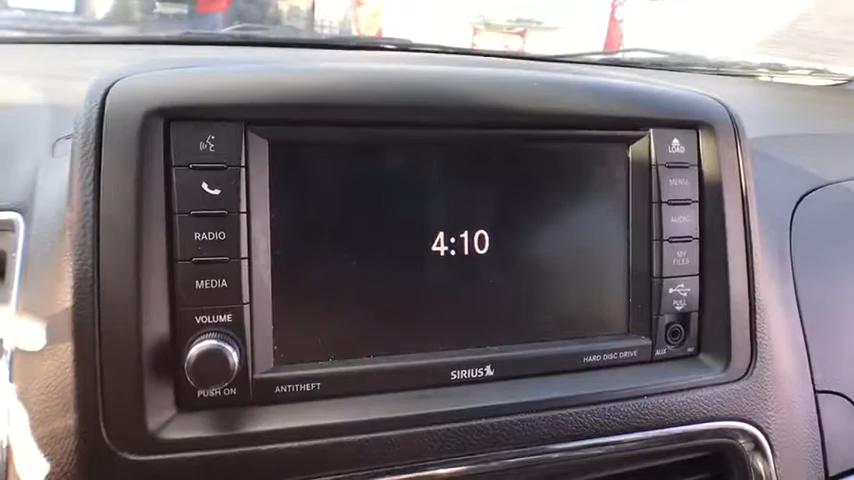 LOAD
MENU
AUDIO
MY
FILES
PULL
AUX
RADIO
MEDIA
VOLUME
PUSH ON
4:10
ANTITHEFT
SIRIUS
HARD DISC DRIVE